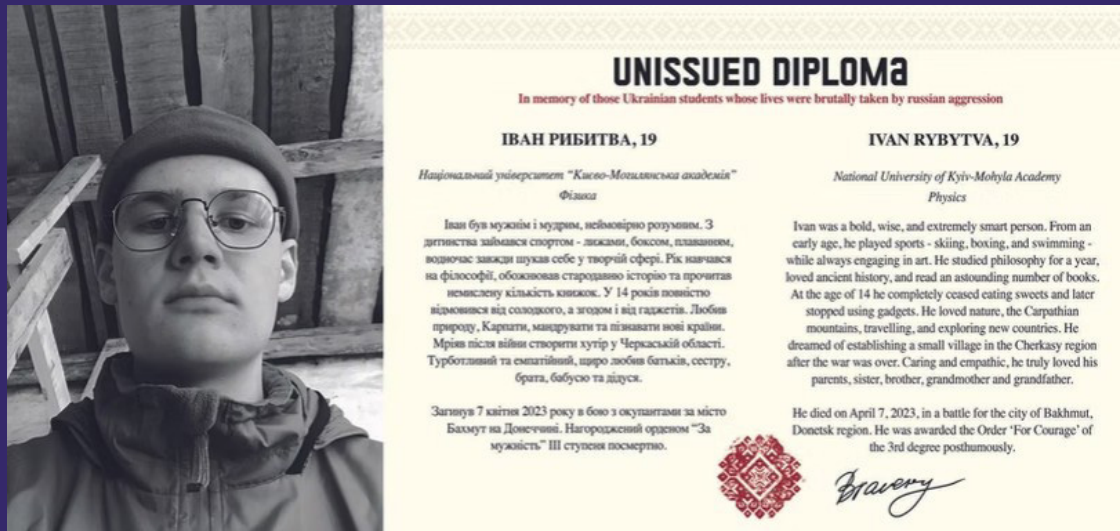 UNISSUED DIPLOMa
In memory of those Ukrainian students whose lives were brutally taken by russian aggression
ІВАН РИБИТВА, 19
Національний університет “Києво-Могилянська академія”
Фізика
Іван був мужнім і мудрим, неймовірно розумним. З
дитинства займався спортом - лижами, боксом, плаванням,
водночас завжди шукав себе у творчій сфері. Рік навчався
на філософії, обожнював стародавню історію та прочитав
немислену кількість книжок. У 14 років повністю
відмовився від солодкого, а згодом і від гаджетів. Любив
природу, Карпати, мандрувати та пізнавати нові країни.
Мріяв після війни створити хутір у Черкаській області.
Турботливий та емпатійний, щиро любив батьків, сестру,
брата, бабусю та дідуся.
Загинув 7 квітня 2023 року в бою з окупантами за місто
Бахмут на Донеччині. Нагороджений орденом “За
мужність” III ступеня посмертно.
IVAN RYBYTVA, 19
National University of Kyiv-Mohyla Academy
Physics
Ivan was a bold, wise, and extremely smart person. From an
early age, he played sports - skiing, boxing, and swimming -
while always engaging in art. He studied philosophy for a year,
loved ancient history, and read an astounding number of books.
At the age of 14 he completely ceased eating sweets and later
stopped using gadgets. He loved nature, the Carpathian
mountains, travelling, and exploring new countries. He
dreamed of establishing a small village in the Cherkasy region
after the war was over. Caring and empathic, he truly loved his
parents, sister, brother, grandmother and grandfather.
He died on April 7, 2023, in a battle for the city of Bakhmut,
Donetsk region. He was awarded the Order ‘For Courage’ of
the 3rd degree posthumously.
Bravery